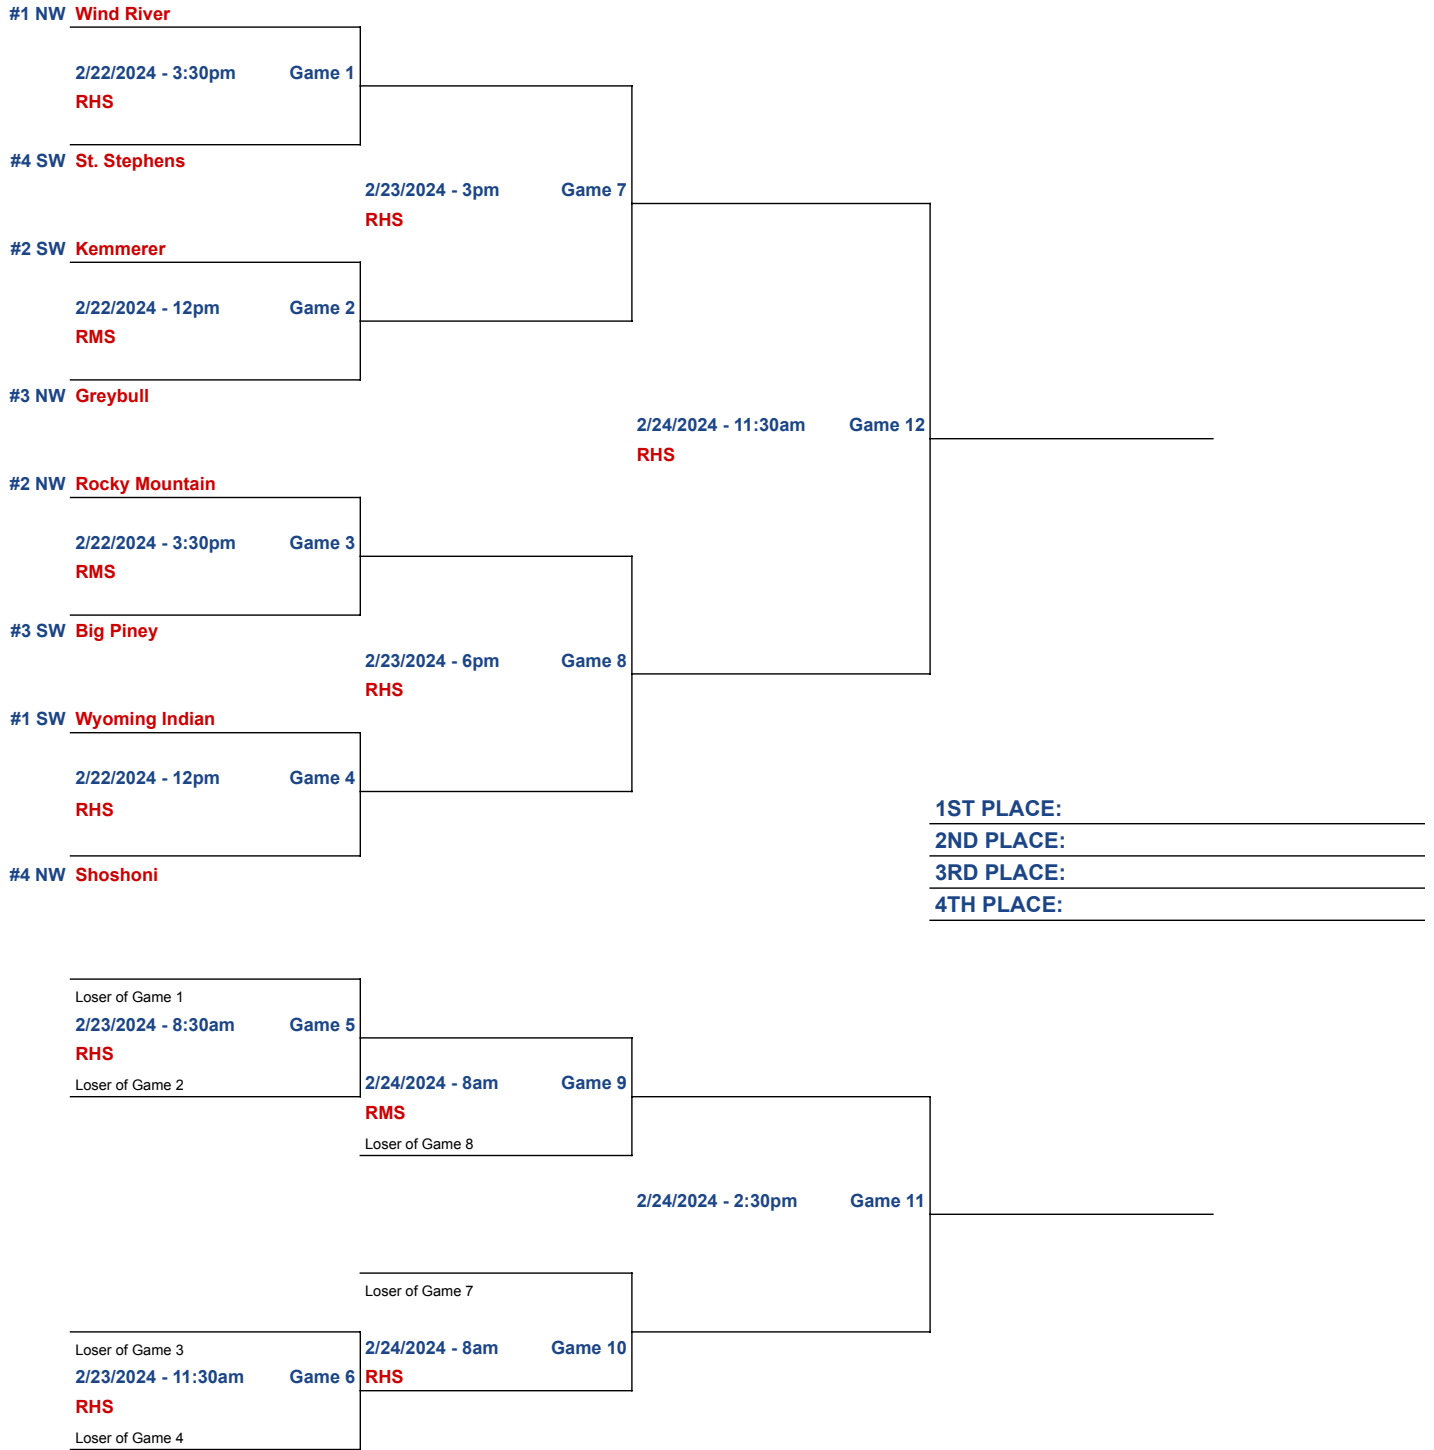 #1 NW Wind River
2/22/2024 - 3:30pm Game 1
RHS
#4 SW St. Stephens
2/23/2024 - 3pm Game 7
RHS
#2 SW Kemmerer
2/22/2024 - 12pm Game 2
RMS
#3 NW Greybull
2/24/2024 - 11:30am Game 12
RHS
#2 NW Rocky Mountain
2/22/2024 - 3:30pm Game 3
RMS
#3 SW Big Piney
2/23/2024 - 6pm Game 8
RHS
#1 SW Wyoming Indian
2/22/2024 - 12pm Game 4
RHS
#4 NW Shoshoni
1ST PLACE:
2ND PLACE:
3RD PLACE:
4TH PLACE:
Loser of Game 1
2/23/2024 - 8:30am Game 5
RHS
Loser of Game 2
2/24/2024 - 8am Game 9
RMS
Loser of Game 8
2/24/2024 - 2:30pm Game 11
Loser of Game 7
2/24/2024 - 8am Game 10
RHS
Loser of Game 3
2/23/2024 - 11:30am Game 6
RHS
Loser of Game 4